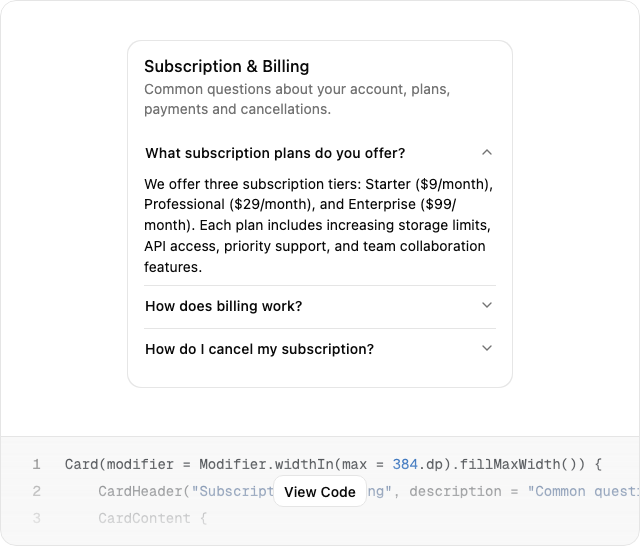 Subscription & Billing
Common questions about your account, plans,
payments and cancellations.
What subscription plans do you offer?
We offer three subscription tiers: Starter ($9/month),
Professional ($29/month), and Enterprise ($99/
month). Each plan includes increasing storage limits,
API access, priority support, and team collaboration
features.
How does billing work?
How do I cancel my subscription?
1 Card(modifier = Modifier.widthIn(max = 384.dp).fillMaxWidth()) {
2 CardHeader("Subscript ng", description = "Common questi
View Code
3 CardContent {